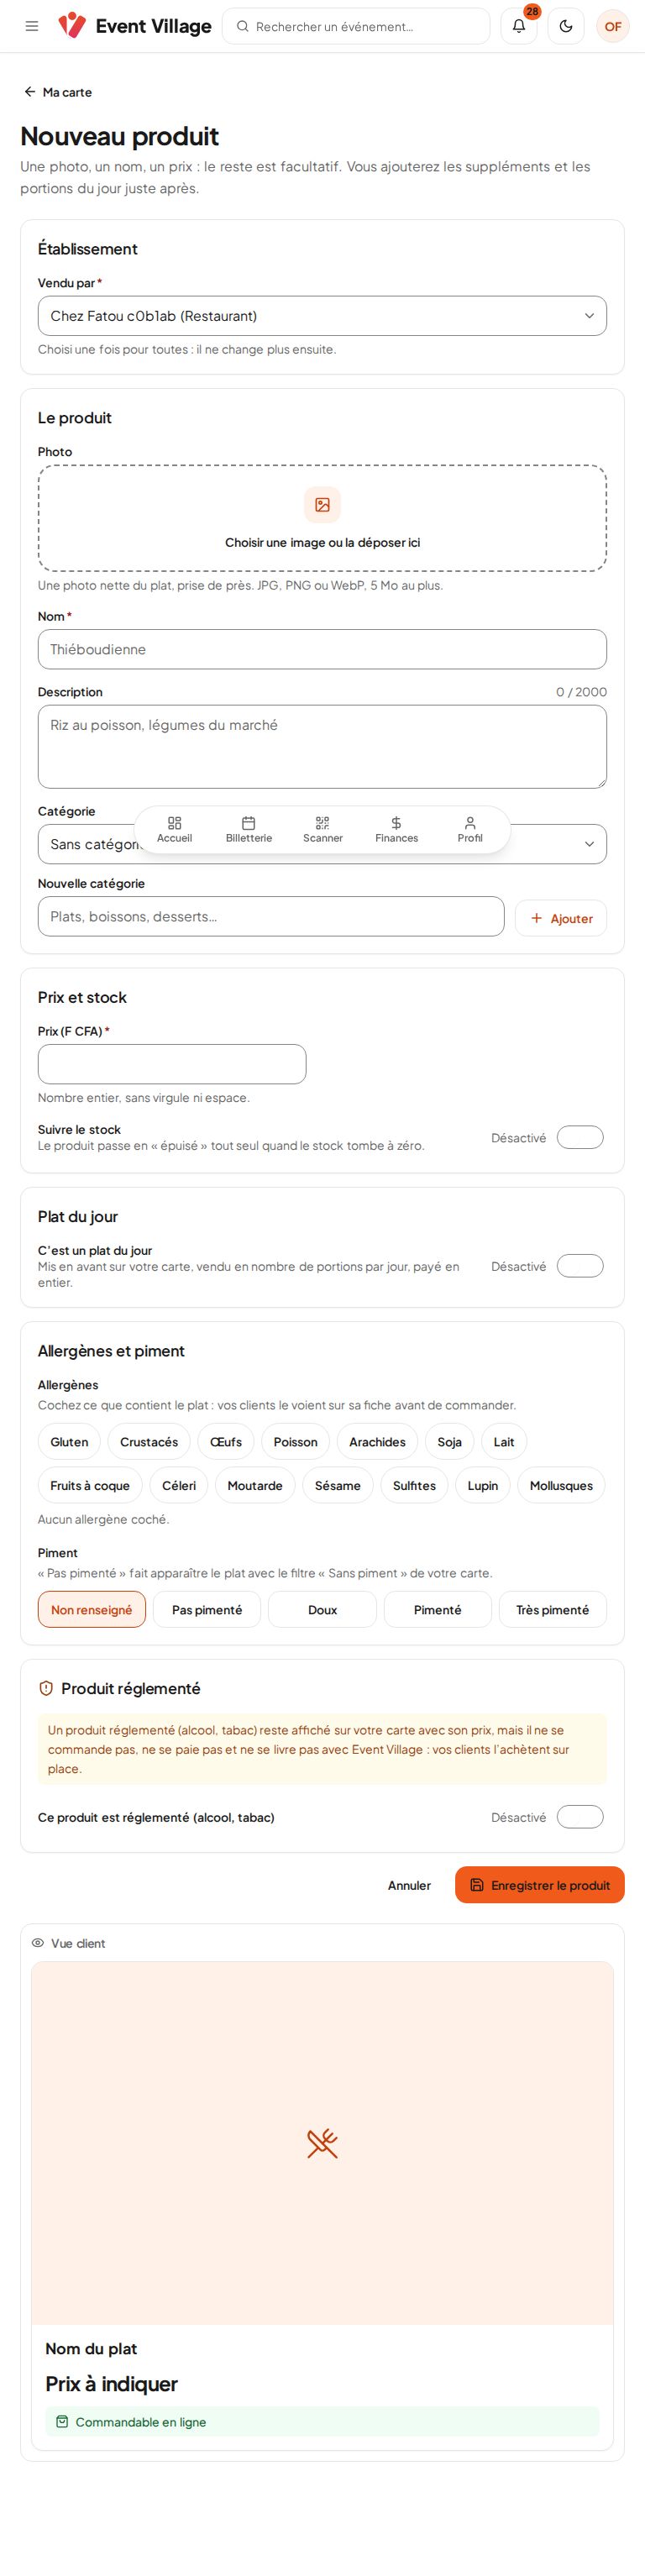 Event Village
Rechercher un événement...
28
OF
Ma carte
Nouveau produit
Une photo, un nom, un prix : le reste est facultatif. Vous ajouterez les suppléments et les
portions du jour juste après.
Établissement
Vendu par *
Chez Fatou c0b1ab (Restaurant)
Choisi une fois pour toutes : il ne change plus ensuite.
Le produit
Photo
Choisir une image ou la déposer ici
Une photo nette du plat, prise de près. JPG, PNG ou WebP, 5 Mo au plus.
Nom *
Thiéboudienne
Description
0 / 2000
Riz au poisson, légumes du marché
Catégorie
Accueil
Billetterie
Scanner
Finances
Profil
Sans catégori
Nouvelle catégorie
Plats, boissons, desserts...
Ajouter
Prix et stock
Prix (F CFA) *
Nombre entier, sans virgule ni espace.
Suivre le stock
Le produit passe en « épuisé » tout seul quand le stock tombe à zéro.
Désactivé
Plat du jour
C'est un plat du jour
Mis en avant sur votre carte, vendu en nombre de portions par jour, payé en
entier.
Désactivé
Allergènes et piment
Allergènes
Cochez ce que contient le plat : vos clients le voient sur sa fiche avant de commander.
Gluten
Crustacés
Œufs
Poisson
Arachides
Soja
Lait
Fruits à coque
Céleri
Moutarde
Sésame
Sulfites
Lupin
Mollusques
Aucun allergène coché.
Piment
« Pas pimenté » fait apparaître le plat avec le filtre « Sans piment » de votre carte.
Non renseigné
Pas pimenté
Doux
Pimenté
Très pimenté
Produit réglementé
Un produit réglementé (alcool, tabac) reste affiché sur votre carte avec son prix, mais il ne se
commande pas, ne se paie pas et ne se livre pas avec Event Village : vos clients l'achètent sur
place.
Ce produit est réglementé (alcool, tabac)
Désactivé
Annuler
Enregistrer le produit
Vue client
Nom du plat
Prix à indiquer
Commandable en ligne